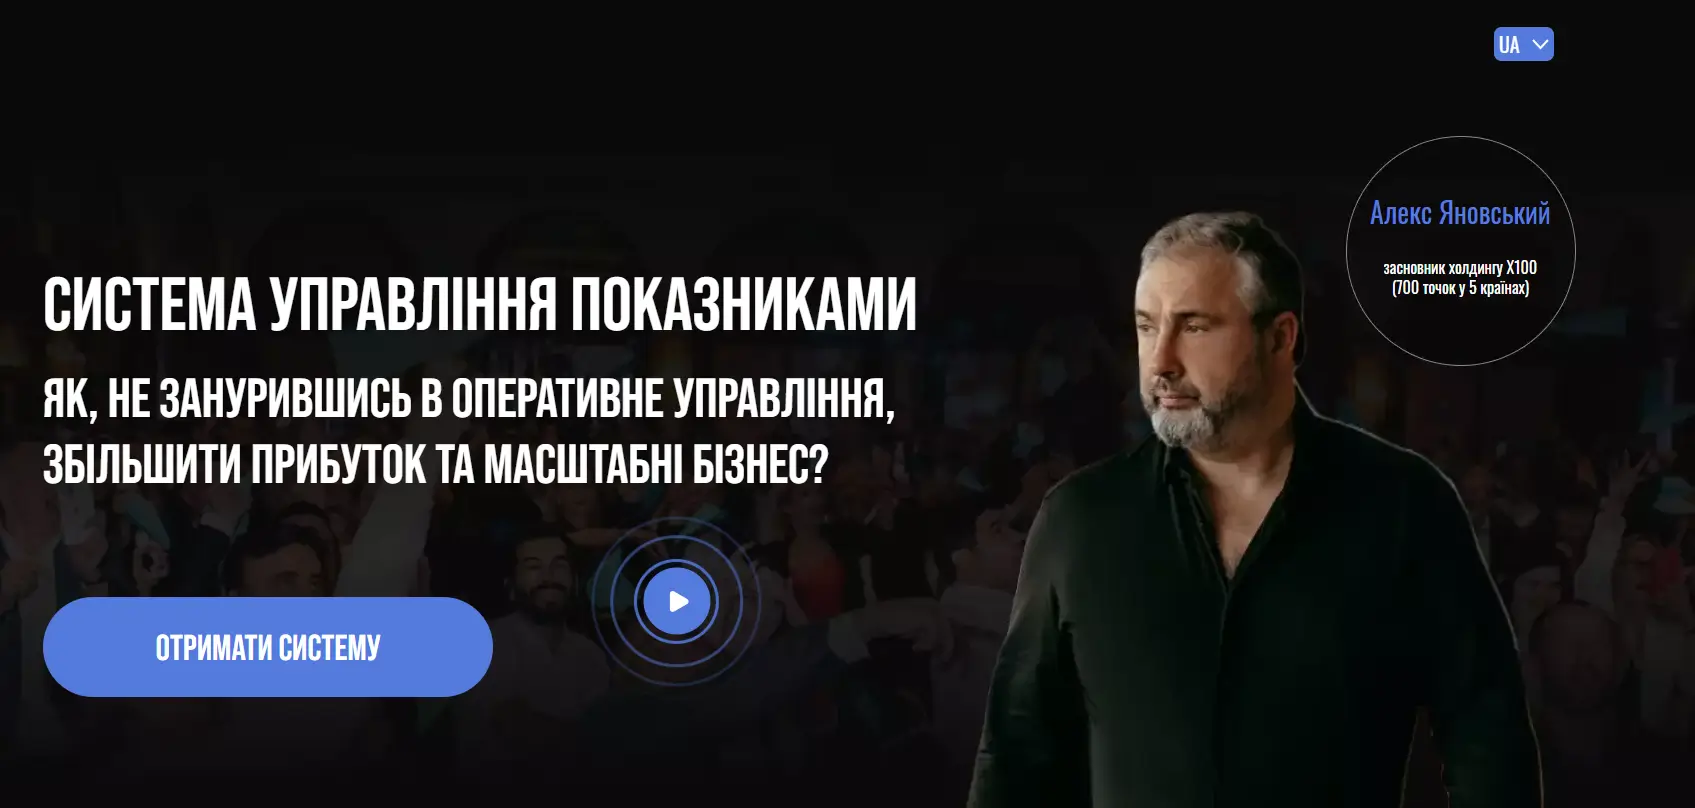 UA
Алекс Яновський
засновник холдингу X100
(700 точок у 5 країнах)
СИСТЕМА УПРАВЛІННЯ ПОКАЗНИКАМИ
ЯК, НЕ ЗАНУРИВШИСЬ В ОПЕРАТИВНЕ УПРАВЛІННЯ,
ЗБІЛЬШИТИ ПРИБУТОК ТА МАСШТАБНІ БІЗНЕС?
ОТРИМАТИ СИСТЕМУ